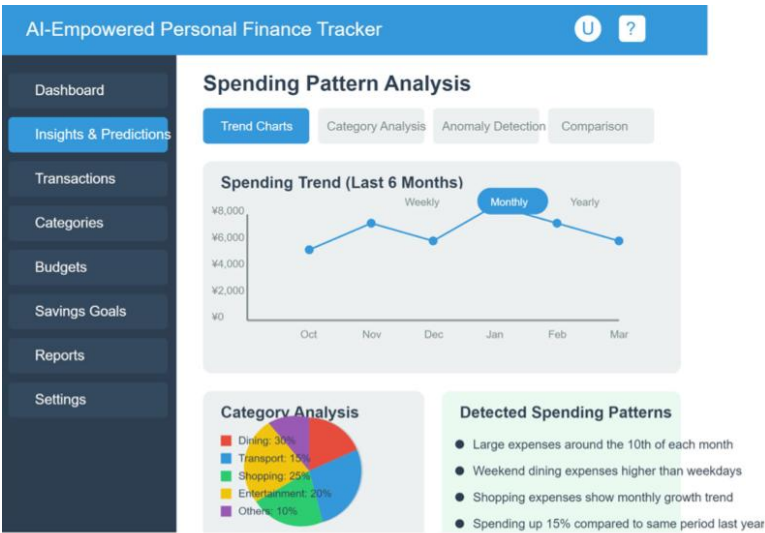 AI-Empowered Personal Finance Tracker
U
?
Dashboard
Insights & Predictions
Transactions
Categories
Budgets
Savings Goals
Reports
Settings
Spending Pattern Analysis
Trend Charts
Category Analysis
Anomaly Detection
Comparison
Spending Trend (Last 6 Months)
Weekly
Monthly
Yearly
¥8,000
¥6,000
¥4,000
¥2,000
¥0
Oct
Nov
Dec
Jan
Feb
Mar
Category Analysis
Dining: 30%
Transport: 15%
Shopping: 25%
Entertainment: 20%
Others: 10%
Detected Spending Patterns
Large expenses around the 10th of each month
Weekend dining expenses higher than weekdays
Shopping expenses show monthly growth trend
Spending up 15% compared to same period last year